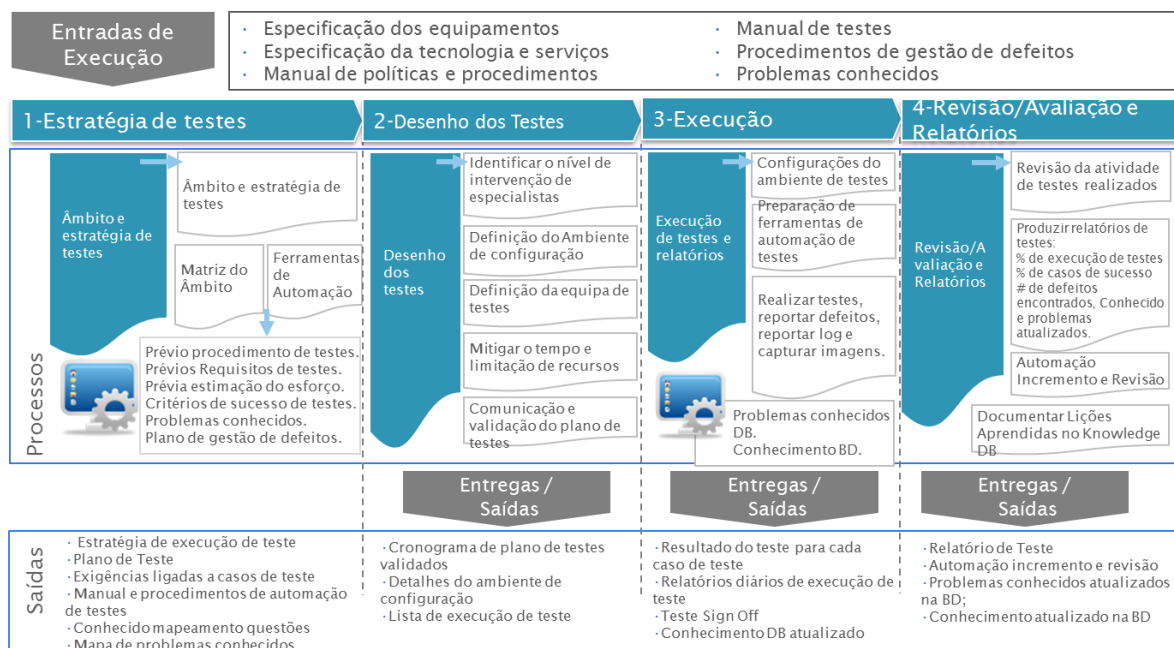 Entradas de
Execução
· Especificação dos equipamentos
· Especificação da tecnologia e serviços
· Manual de políticas e procedimentos
· Manual de testes
· Procedimentos de gestão de defeitos
· Problemas conhecidos
1-Estratégia de testes
2-Desenho dos Testes
3-Execução
4-Revisão/Avaliação e
Relatórios
Processos
Âmbito e
estratégia de
testes
Âmbito e estratégia de
testes
Matriz do
Âmbito
Ferramentas
de
Automação
Prévio procedimento de testes.
Prévios Requisitos de testes.
Prévia estimação do esforço.
Critérios de sucesso de testes.
Problemas conhecidos.
Plano de gestão de defeitos.
Desenho
dos
testes
Identificar o nível de
intervenção de
especialistas
Definição do Ambiente
de configuração
Definição da equipa de
testes
Mitigar o tempo e
limitação de recursos
Comunicação e
validação do plano de
testes
Execução
de testes e
relatórios
Configurações do
ambiente de testes
Preparação de
ferramentas de
automação de
testes
Realizar testes,
reportar defeitos,
reportar log e
capturar imagens.
Problemas conhecidos
DB.
Conhecimento BD.
Revisão/A
valiação e
Relatórios
Revisão da atividade
de testes realizados
Produzir relatórios de
testes:
% de execução de testes
% de casos de sucesso
# de defeitos
encontrados, Conhecido
e problemas
atualizados.
Automação
Incremento e Revisão
Documentar Lições
Aprendidas no Knowledge
DB
Entregas /
Saídas
Entregas /
Saídas
Entregas /
Saídas
Saídas
· Estratégia de execução de teste
· Plano de Teste
· Exigências ligadas a casos de teste
· Manual e procedimentos de automação
de testes
· Conhecido mapeamento questões
· Mapa de problemas conhecidos
· Cronograma de plano de testes
validados
· Detalhes do ambiente de
configuração
· Lista de execução de teste
· Resultado do teste para cada
caso de teste
· Relatórios diários de execução de
teste
· Teste Sign Off
· Conhecimento DB atualizado
· Relatório de Teste
· Automação incremento e revisão
· Problemas conhecidos atualizados
na BD;
· Conhecimento atualizado na BD